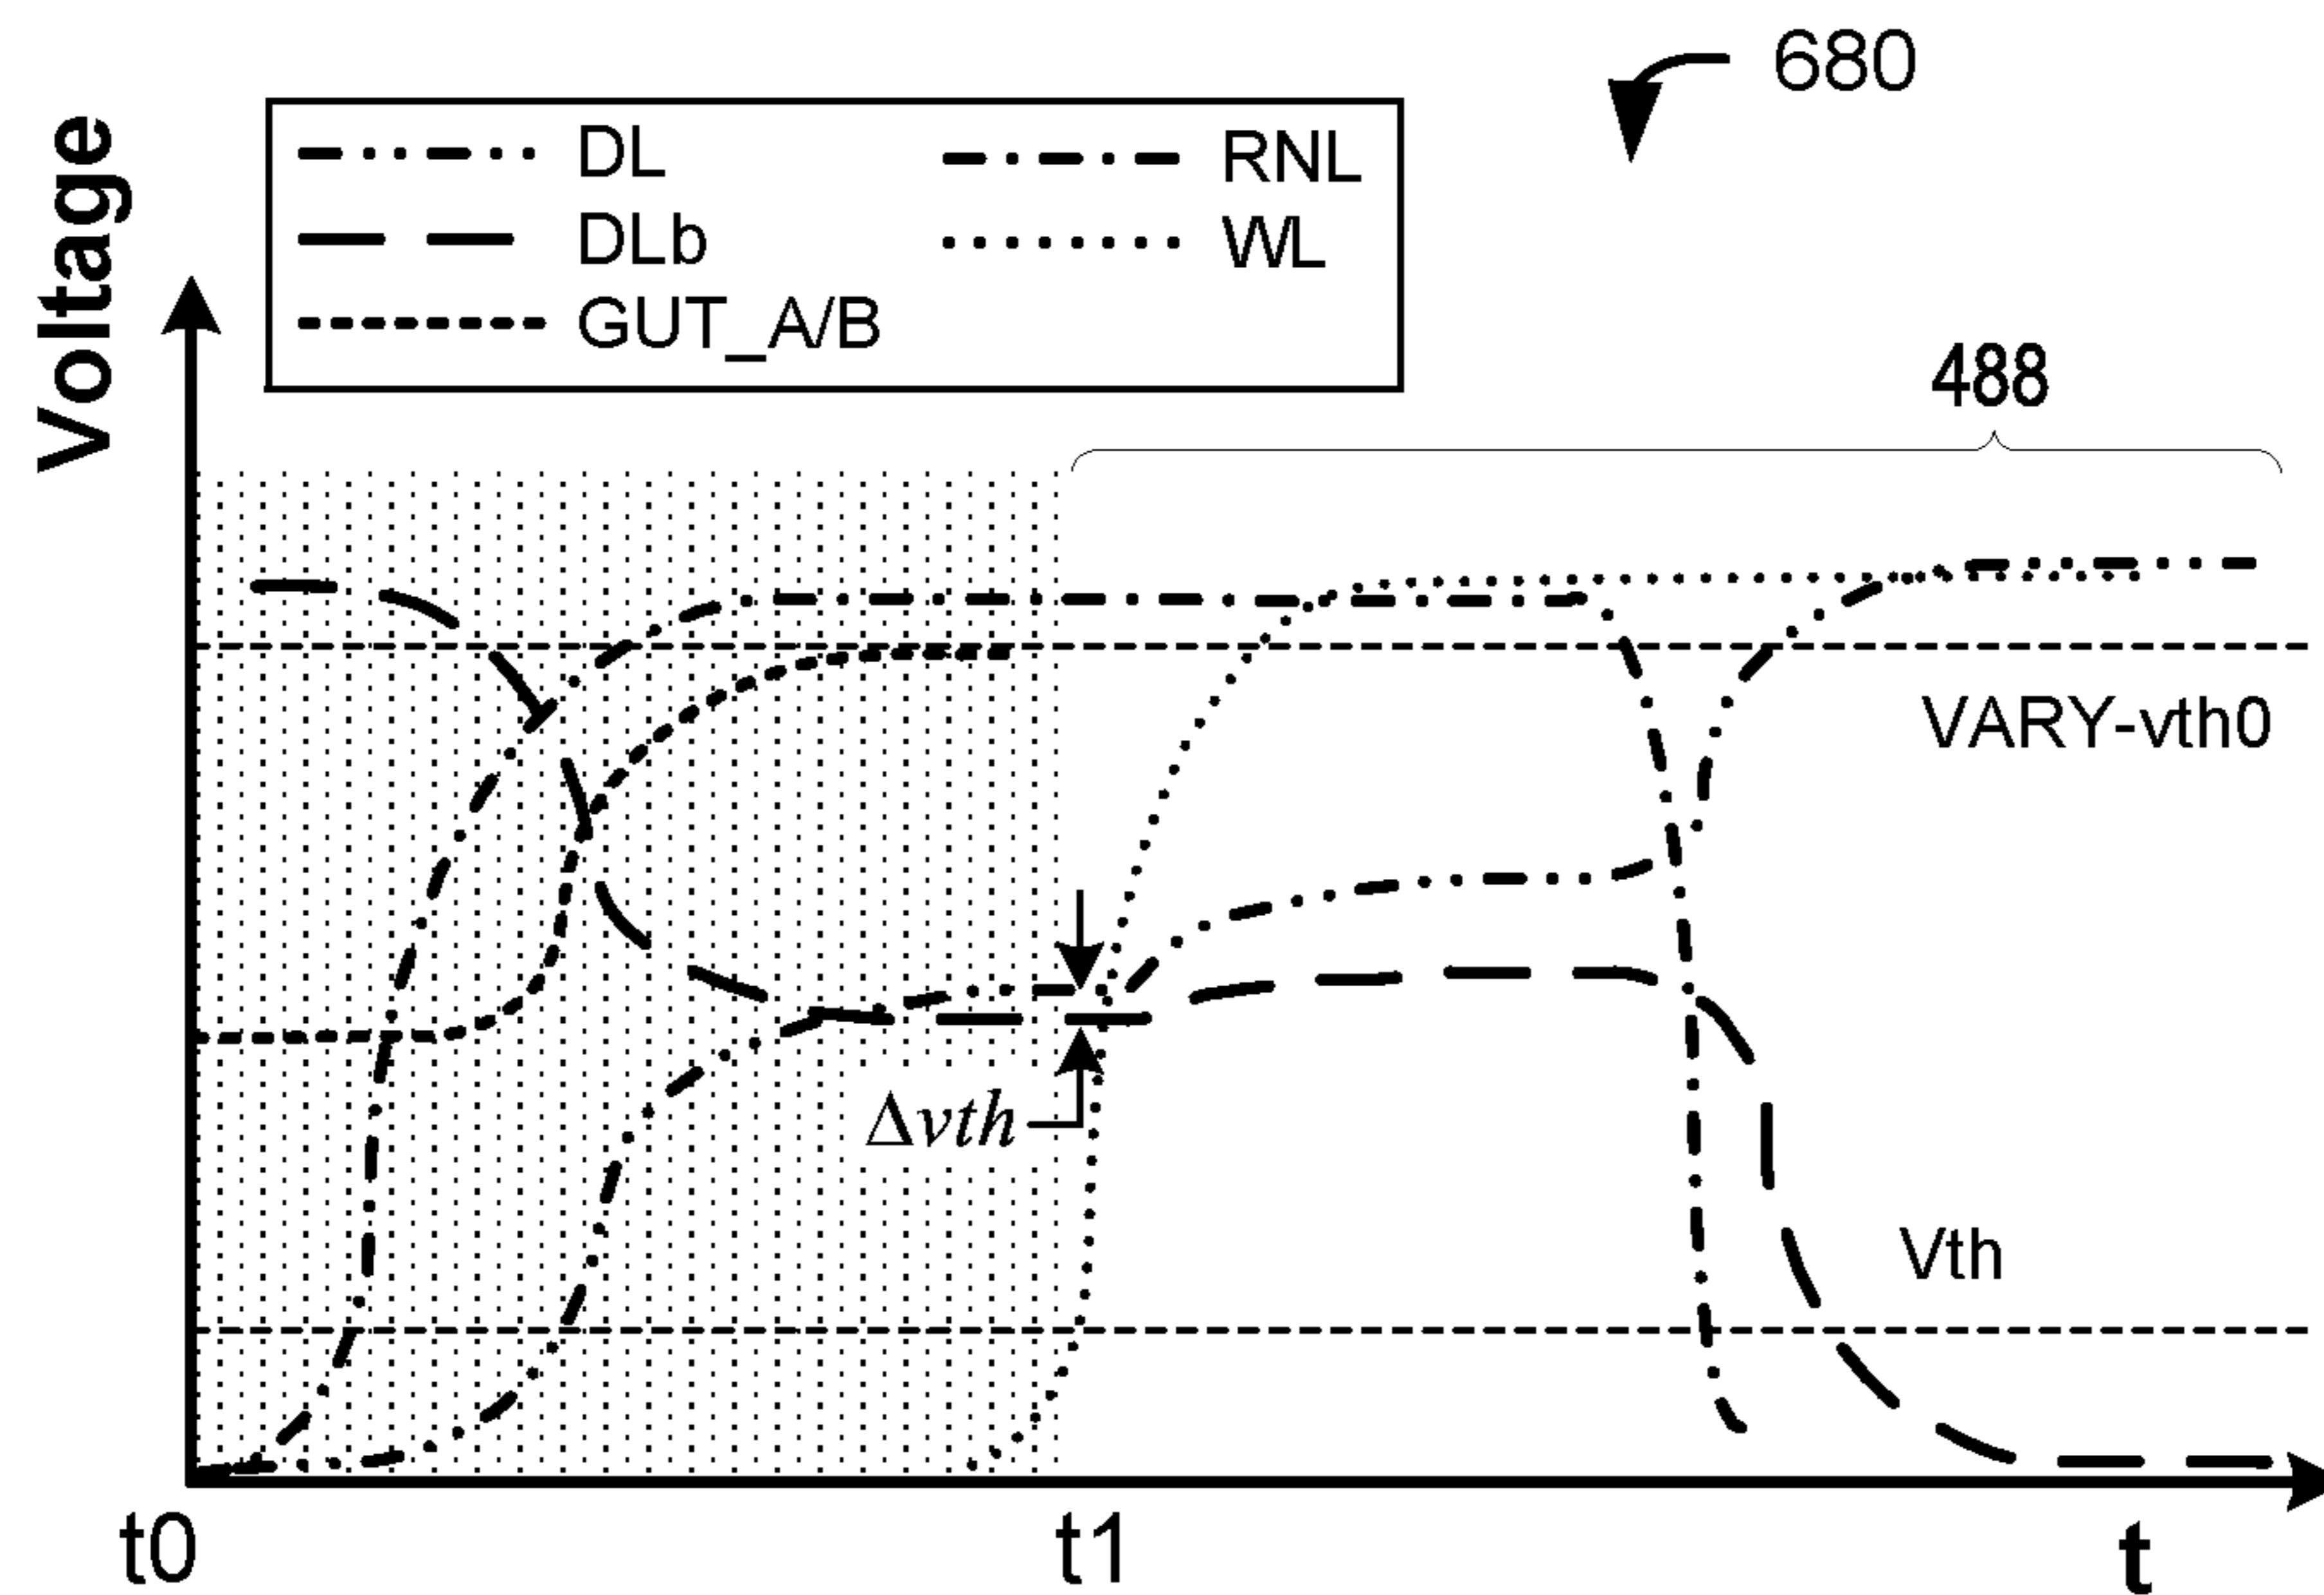 680
Voltage
DL
RNL
DLb
WL
GUT_A/B
488
VARY-vth0
Δvth
Vth
t0
t1
t